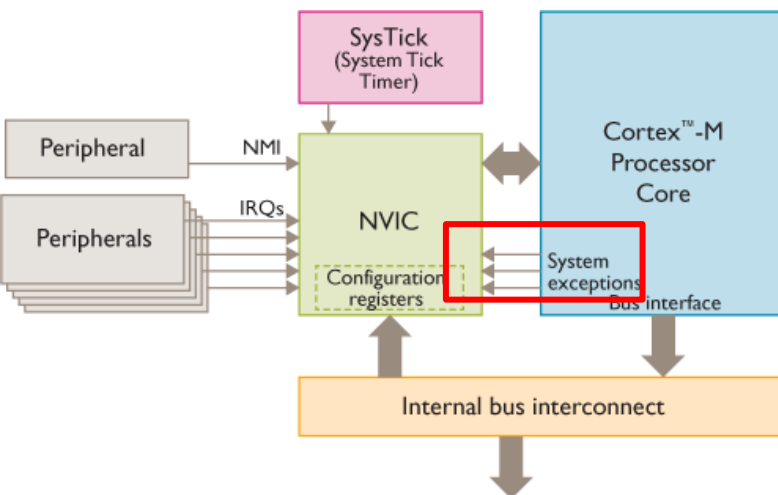 SysTick
(System Tick
Timer)
Peripheral
NMI
Cortex™-M
Processor
Core
IRQs
Peripherals
NVIC
System
exceptions
Configuration
registers
Bus interface
Internal bus interconnect